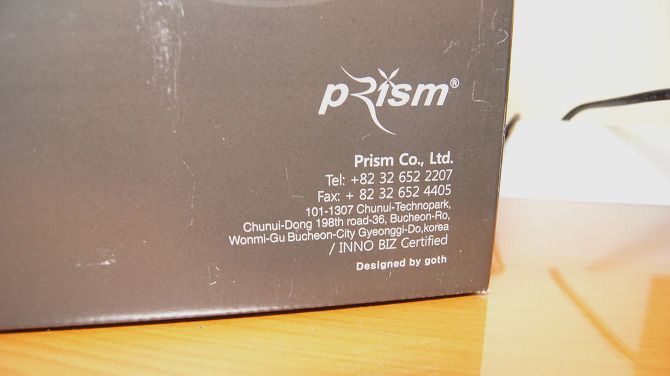 prism®
Prism Co., Ltd.
Tel: +82 32 652 2207
Fax: + 82 32 652 4405
101-1307 Chunui-Technopark,
Chunui-Dong 198th road-36, Bucheon-Ro,
Wonmi-Gu Bucheon-City Gyeonggi-Do,korea
/ INNO BIZ Certified
Designed by goth